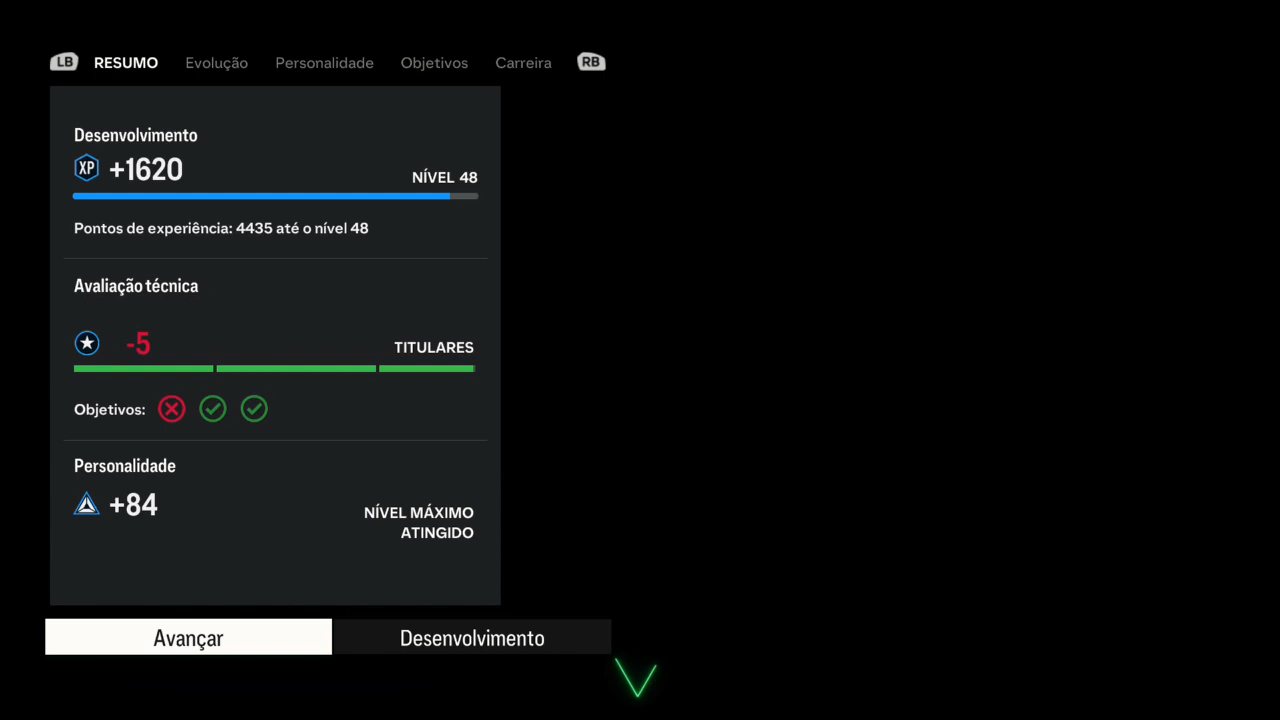 LB RESUMO Evolução Personalidade Objetivos Carreira RB
Desenvolvimento
XP +1620
NÍVEL 48
Pontos de experiência: 4435 até o nível 48
Avaliação técnica
-5
TITULARES
Objetivos:
Personalidade
+84
NÍVEL MÁXIMO
ATINGIDO
Avançar Desenvolvimento